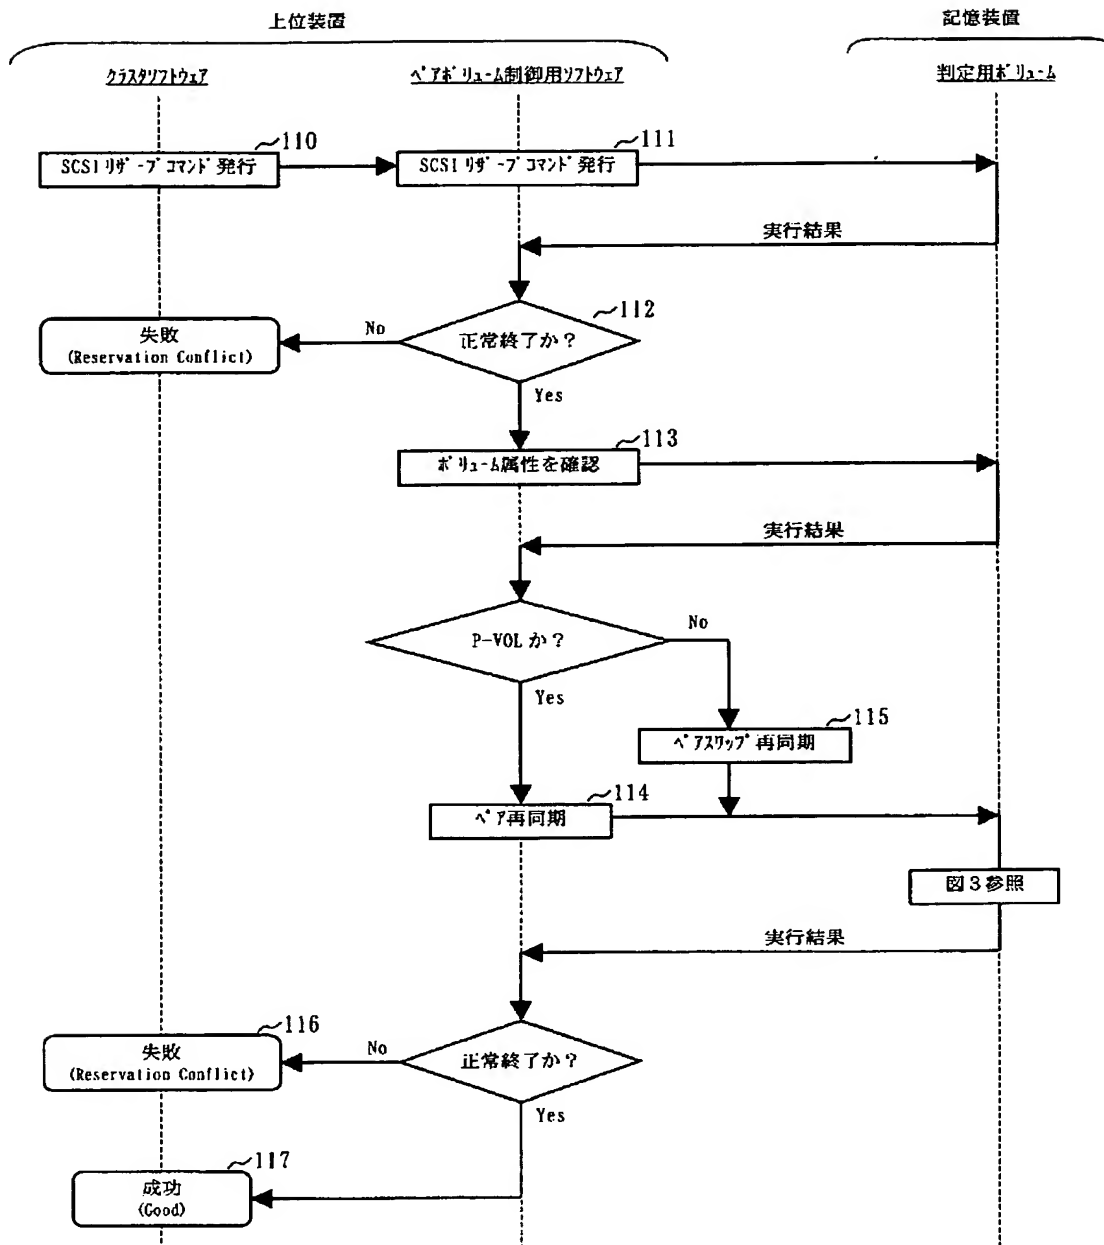 上位装置
記憶装置
クラスタソフトウェア
ペアボリューム制御用ソフトウェア
判定用ボリューム
110
111
SCSIリザーブコマンド発行
SCSIリザーブコマンド発行
実行結果
112
失敗
(Reservation Conflict)
No
正常終了か?
Yes
113
ボリューム属性を確認
実行結果
P-VOLか?
No
Yes
115
ペアスワップ再同期
114
ペア再同期
図3参照
実行結果
116
失敗
(Reservation Conflict)
No
正常終了か?
Yes
117
成功
(Good)